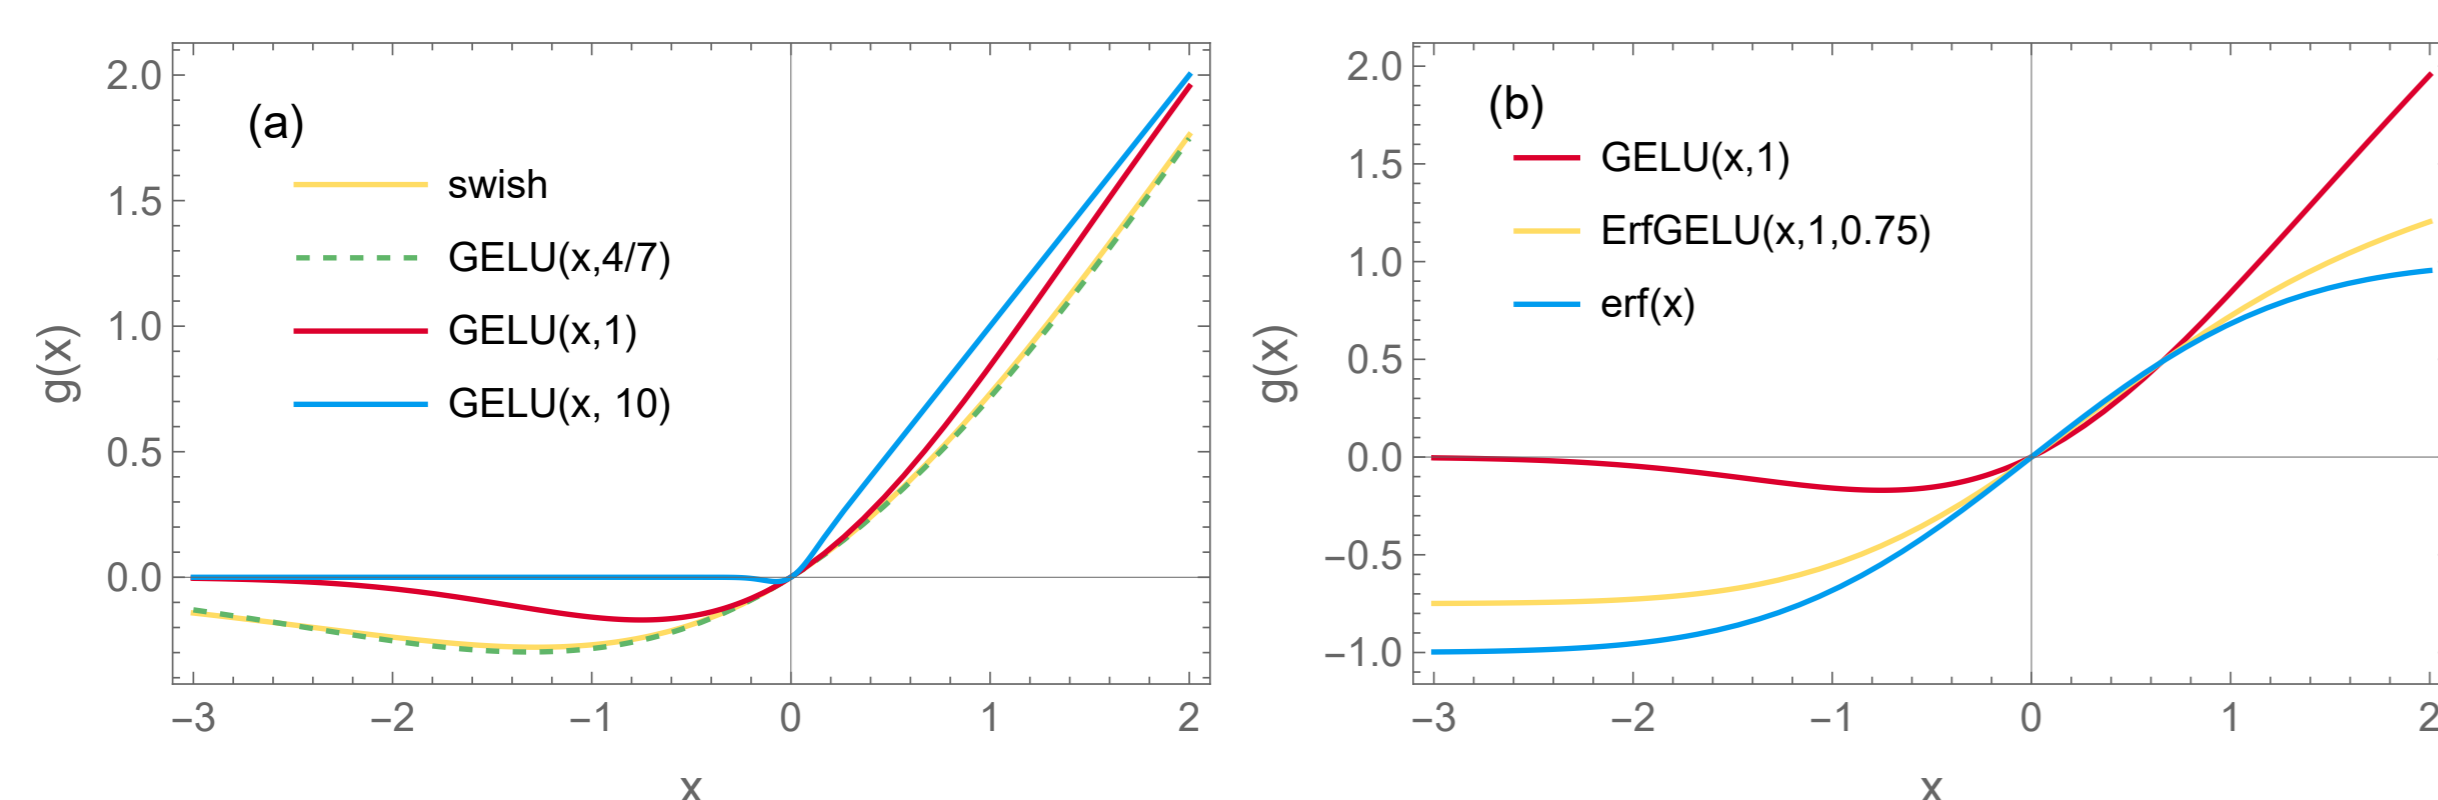 (a)
swish
GELU(x,4/7)
GELU(x,1)
GELU(x, 10)
g(x)
2.0
1.5
1.0
0.5
0.0
−3 −2 −1 0 1 2
x
(b)
GELU(x,1)
ErfGELU(x,1,0.75)
erf(x)
g(x)
2.0
1.5
1.0
0.5
0.0
−0.5
−1.0
−3 −2 −1 0 1 2
x